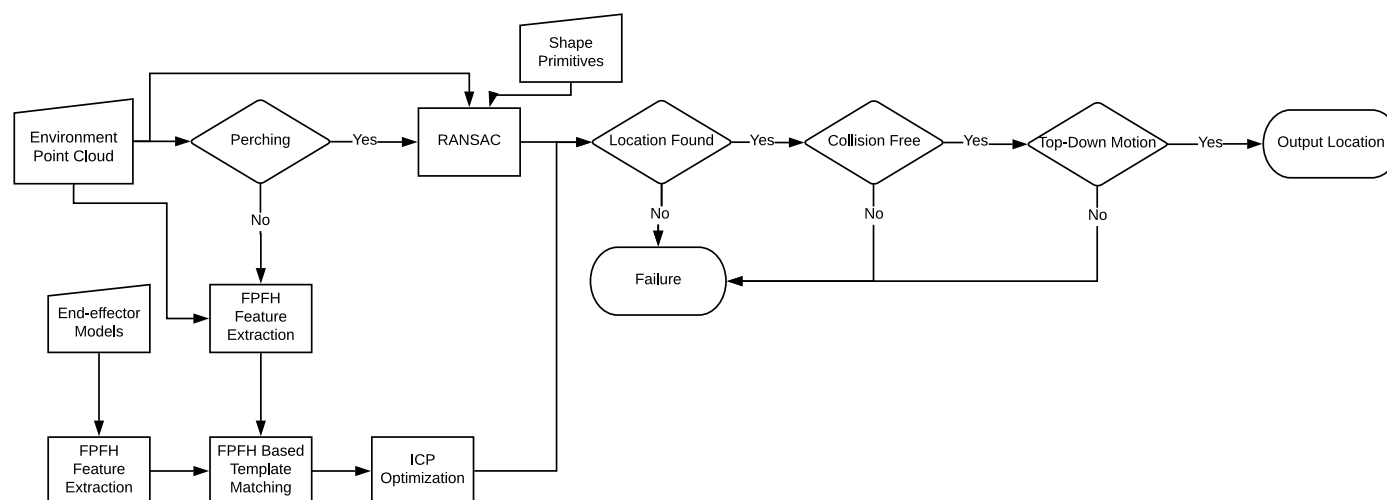 Shape
Primitives
Environment
Point Cloud
Perching
Yes
RANSAC
Location Found
Yes
Collision Free
Yes
Top-Down Motion
Yes
Output Location
No
No
No
No
Failure
End-effector
Models
FPFH
Feature
Extraction
FPFH
Feature
Extraction
FPFH Based
Template
Matching
ICP
Optimization